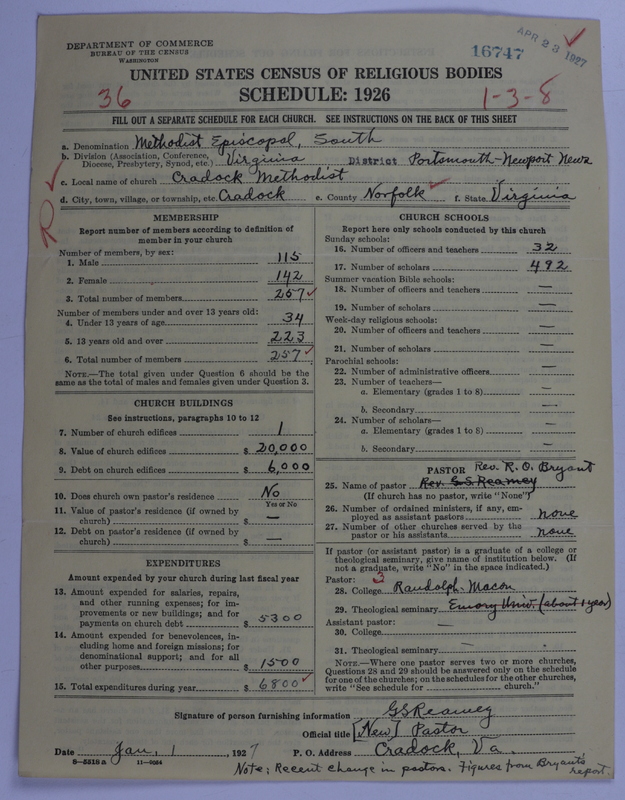 DEPARTMENT OF COMMERCE
BUREAU OF THE CENSUS
WASHINGTON
16747
APR 23 1927
UNITED STATES CENSUS OF RELIGIOUS BODIES
36
SCHEDULE: 1926
1-3-8
FILL OUT A SEPARATE SCHEDULE FOR EACH CHURCH. SEE INSTRUCTIONS ON THE BACK OF THIS SHEET
a. Denomination Methodist Episcopal, South
b. Division (Association, Conference, Diocese, Presbytery, Synod, etc.) Virginia District Portsmouth-Newport News
c. Local name of church Cradock Methodist
d. City, town, village, or township, etc. Cradock e. County Norfolk f. State Virginia
R
MEMBERSHIP
Report number of members according to definition of
member in your church
Number of members, by sex:
1. Male 115
2. Female 142
3. Total number of members 257
Number of members under and over 13 years old:
4. Under 13 years of age 34
5. 13 years old and over 223
6. Total number of members 257
NOTE.—The total given under Question 6 should be the
same as the total of males and females given under Question 3.
CHURCH BUILDINGS
See instructions, paragraphs 10 to 12
7. Number of church edifices 1
8. Value of church edifices $ 20,000
9. Debt on church edifices $ 6,000
10. Does church own pastor's residence No
Yes or No
11. Value of pastor's residence (if owned by
church) $ —
12. Debt on pastor's residence (if owned by
church) $ —
EXPENDITURES
Amount expended by your church during last fiscal year
13. Amount expended for salaries, repairs,
and other running expenses; for im-
provements or new buildings; and for
payments on church debt $ 5300
14. Amount expended for benevolences, in-
cluding home and foreign missions; for
denominational support; and for all
other purposes $ 1500
15. Total expenditures during year $ 6800
CHURCH SCHOOLS
Report here only schools conducted by this church
Sunday schools:
16. Number of officers and teachers 32
17. Number of scholars 492
Summer vacation Bible schools:
18. Number of officers and teachers —
19. Number of scholars —
Week-day religious schools:
20. Number of officers and teachers —
21. Number of scholars —
Parochial schools:
22. Number of administrative officers —
23. Number of teachers—
a. Elementary (grades 1 to 8) —
b. Secondary —
24. Number of scholars—
a. Elementary (grades 1 to 8) —
b. Secondary —
PASTOR Rev. R. O. Bryant
25. Name of pastor Rev. G. S. Reamey
(If church has no pastor, write "None")
26. Number of ordained ministers, if any, em-
ployed as assistant pastors none
27. Number of other churches served by the
pastor or his assistants none
If pastor (or assistant pastor) is a graduate of a college or
theological seminary, give name of institution below. (If
not a graduate, write "No" in the space indicated.)
Pastor: 3
28. College Randolph. Macon
29. Theological seminary Emory Univ. (about 1 year)
Assistant pastor:
30. College —
31. Theological seminary —
NOTE.—Where one pastor serves two or more churches,
Questions 28 and 29 should be answered only on the schedule
for one of the churches; on the schedules for the other churches,
write "See schedule for church."
Signature of person furnishing information GSReamey
Official title [New] Pastor
Date Jan. 1 1927 P. O. Address Cradock, Va.
8—5518a 11—9024
Note: Recent change in pastors. Figures from Bryant's report.